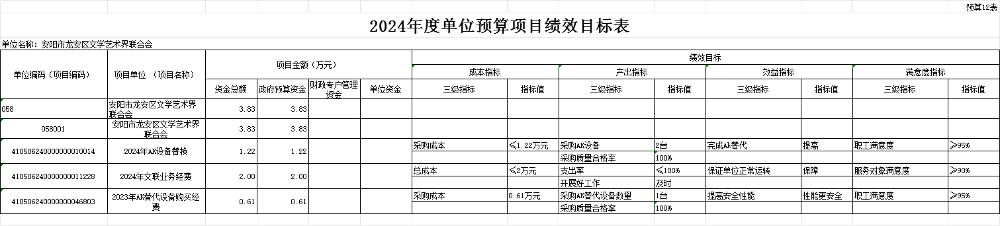 预算12表
2024年度单位预算项目绩效目标表
单位名称：安阳市龙安区文学艺术界联合会
单位编码（项目编码） 项目单位 （项目名称） 项目金额（万元） 绩效目标
成本指标 产出指标 效益指标 满意度指标
资金总额 政府预算资金 财政专户管理资金 单位资金 三级指标 指标值 三级指标 指标值 三级指标 指标值 三级指标 指标值
058 安阳市龙安区文学艺术界联合会 3.83 3.83
058001 安阳市龙安区文学艺术界联合会 3.83 3.83
410506240000000010014 2024年AK设备替换 1.22 1.22 采购成本 ≤1.22万元 采购AK设备 2台 完成Ak替代 提高 职工满意度 ≥95%
采购质量合格率 100%
410506240000000011228 2024年文联业务经费 2.00 2.00 总成本 ≤2万元 支出率 ≤100% 保证单位正常运转 保障 服务对象满意度 ≥90%
开展好工作 及时
410506240000000046803 2023年AK替代设备购买经费 0.61 0.61 采购成本 0.61万元 采购AK替代设备数量 1台 提高安全性能 性能更安全 职工满意度 ≥95%
采购质量合格率 100%